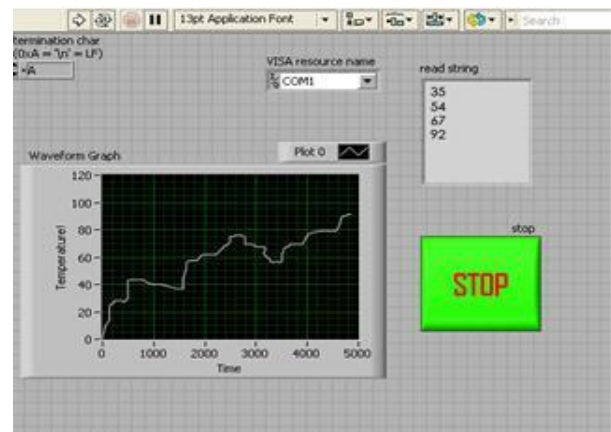 13pt Application Font
Search
termination char
(0xA = '\n' = LF)
xA
VISA resource name
COM1
read string
35
54
67
92
Waveform Graph
Plot 0
120
100
80
60
40
20
0
Temperature!
0 1000 2000 3000 4000 5000
Time
stop
STOP